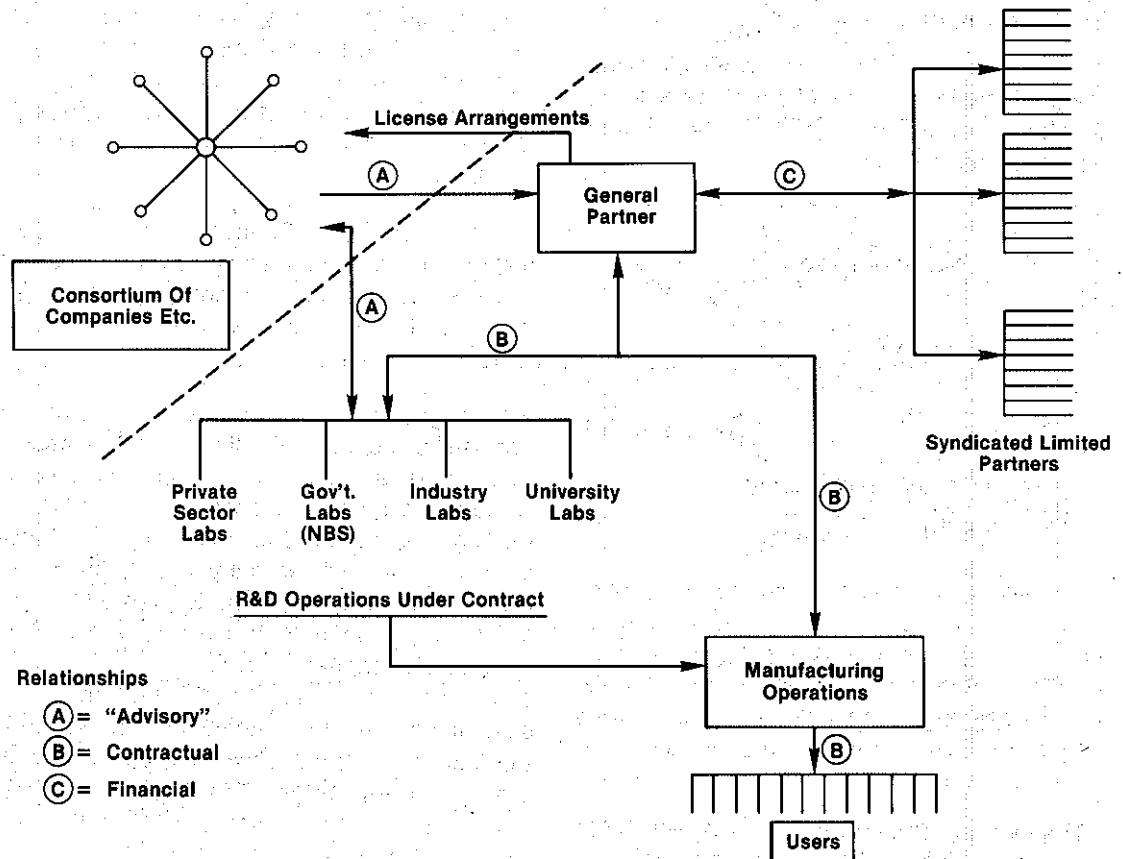 License Arrangements
A
General
Partner
C
Consortium Of
Companies Etc.
A
B
Syndicated Limited
Partners
Private
Sector
Labs
Gov't.
Labs
(NBS)
Industry
Labs
University
Labs
B
R&D Operations Under Contract
Manufacturing
Operations
Relationships
A = "Advisory"
B = Contractual
C = Financial
B
Users